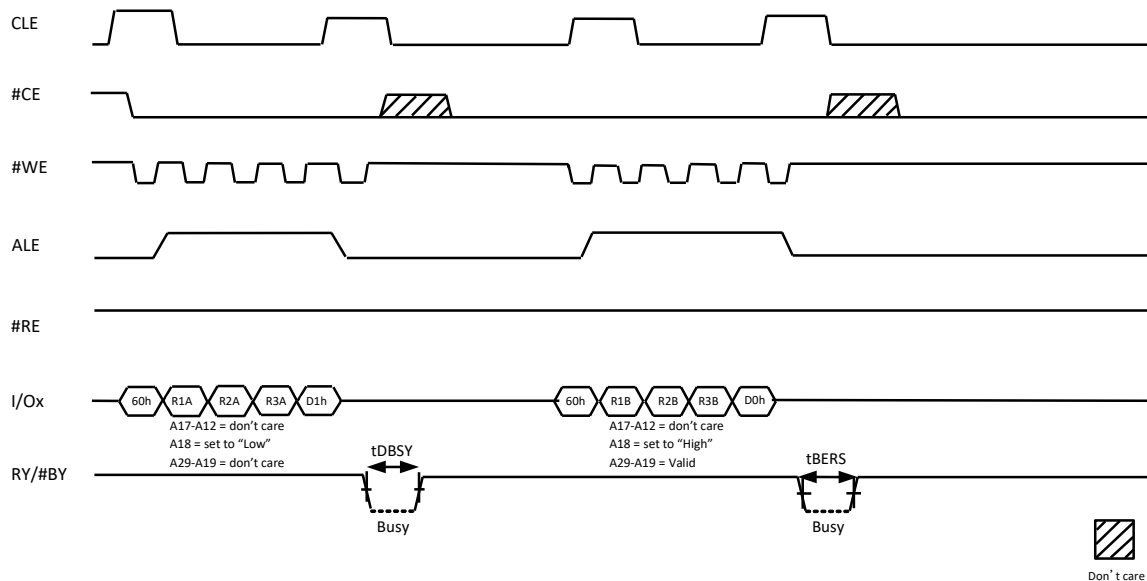 CLE
#CE
#WE
ALE
#RE
I/Ox 60h R1A R2A R3A D1h 60h R1B R2B R3B D0h
A17-A12 = don't care A17-A12 = don't care
A18 = set to "Low" A18 = set to "High"
A29-A19 = don't care A29-A19 = Valid
tDBSY tBERS
RY/#BY
Busy Busy
Don't care